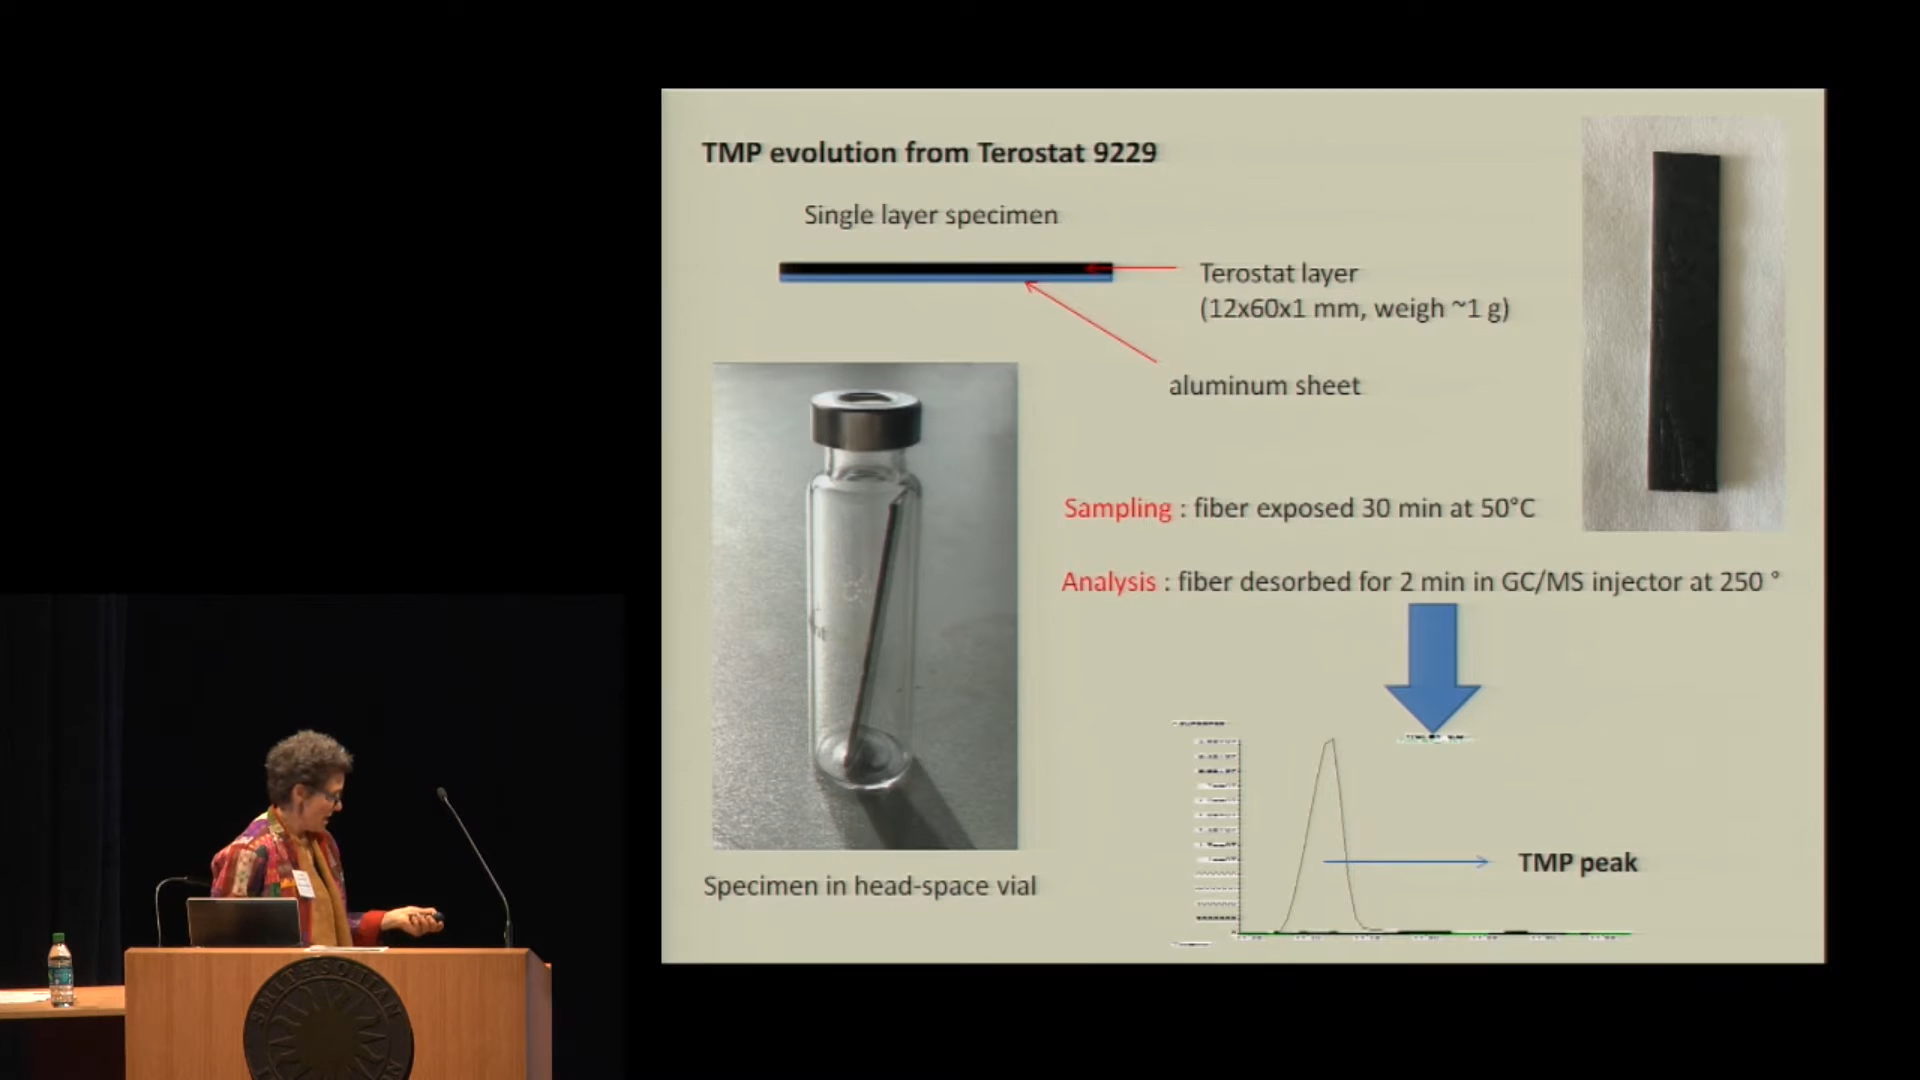 TMP evolution from Terostat 9229
Single layer specimen
Terostat layer
(12x60x1 mm, weigh ~1 g)
aluminum sheet
Sampling : fiber exposed 30 min at 50°C
Analysis : fiber desorbed for 2 min in GC/MS injector at 250 °
TMP peak
Specimen in head-space vial
SMITHSONIAN